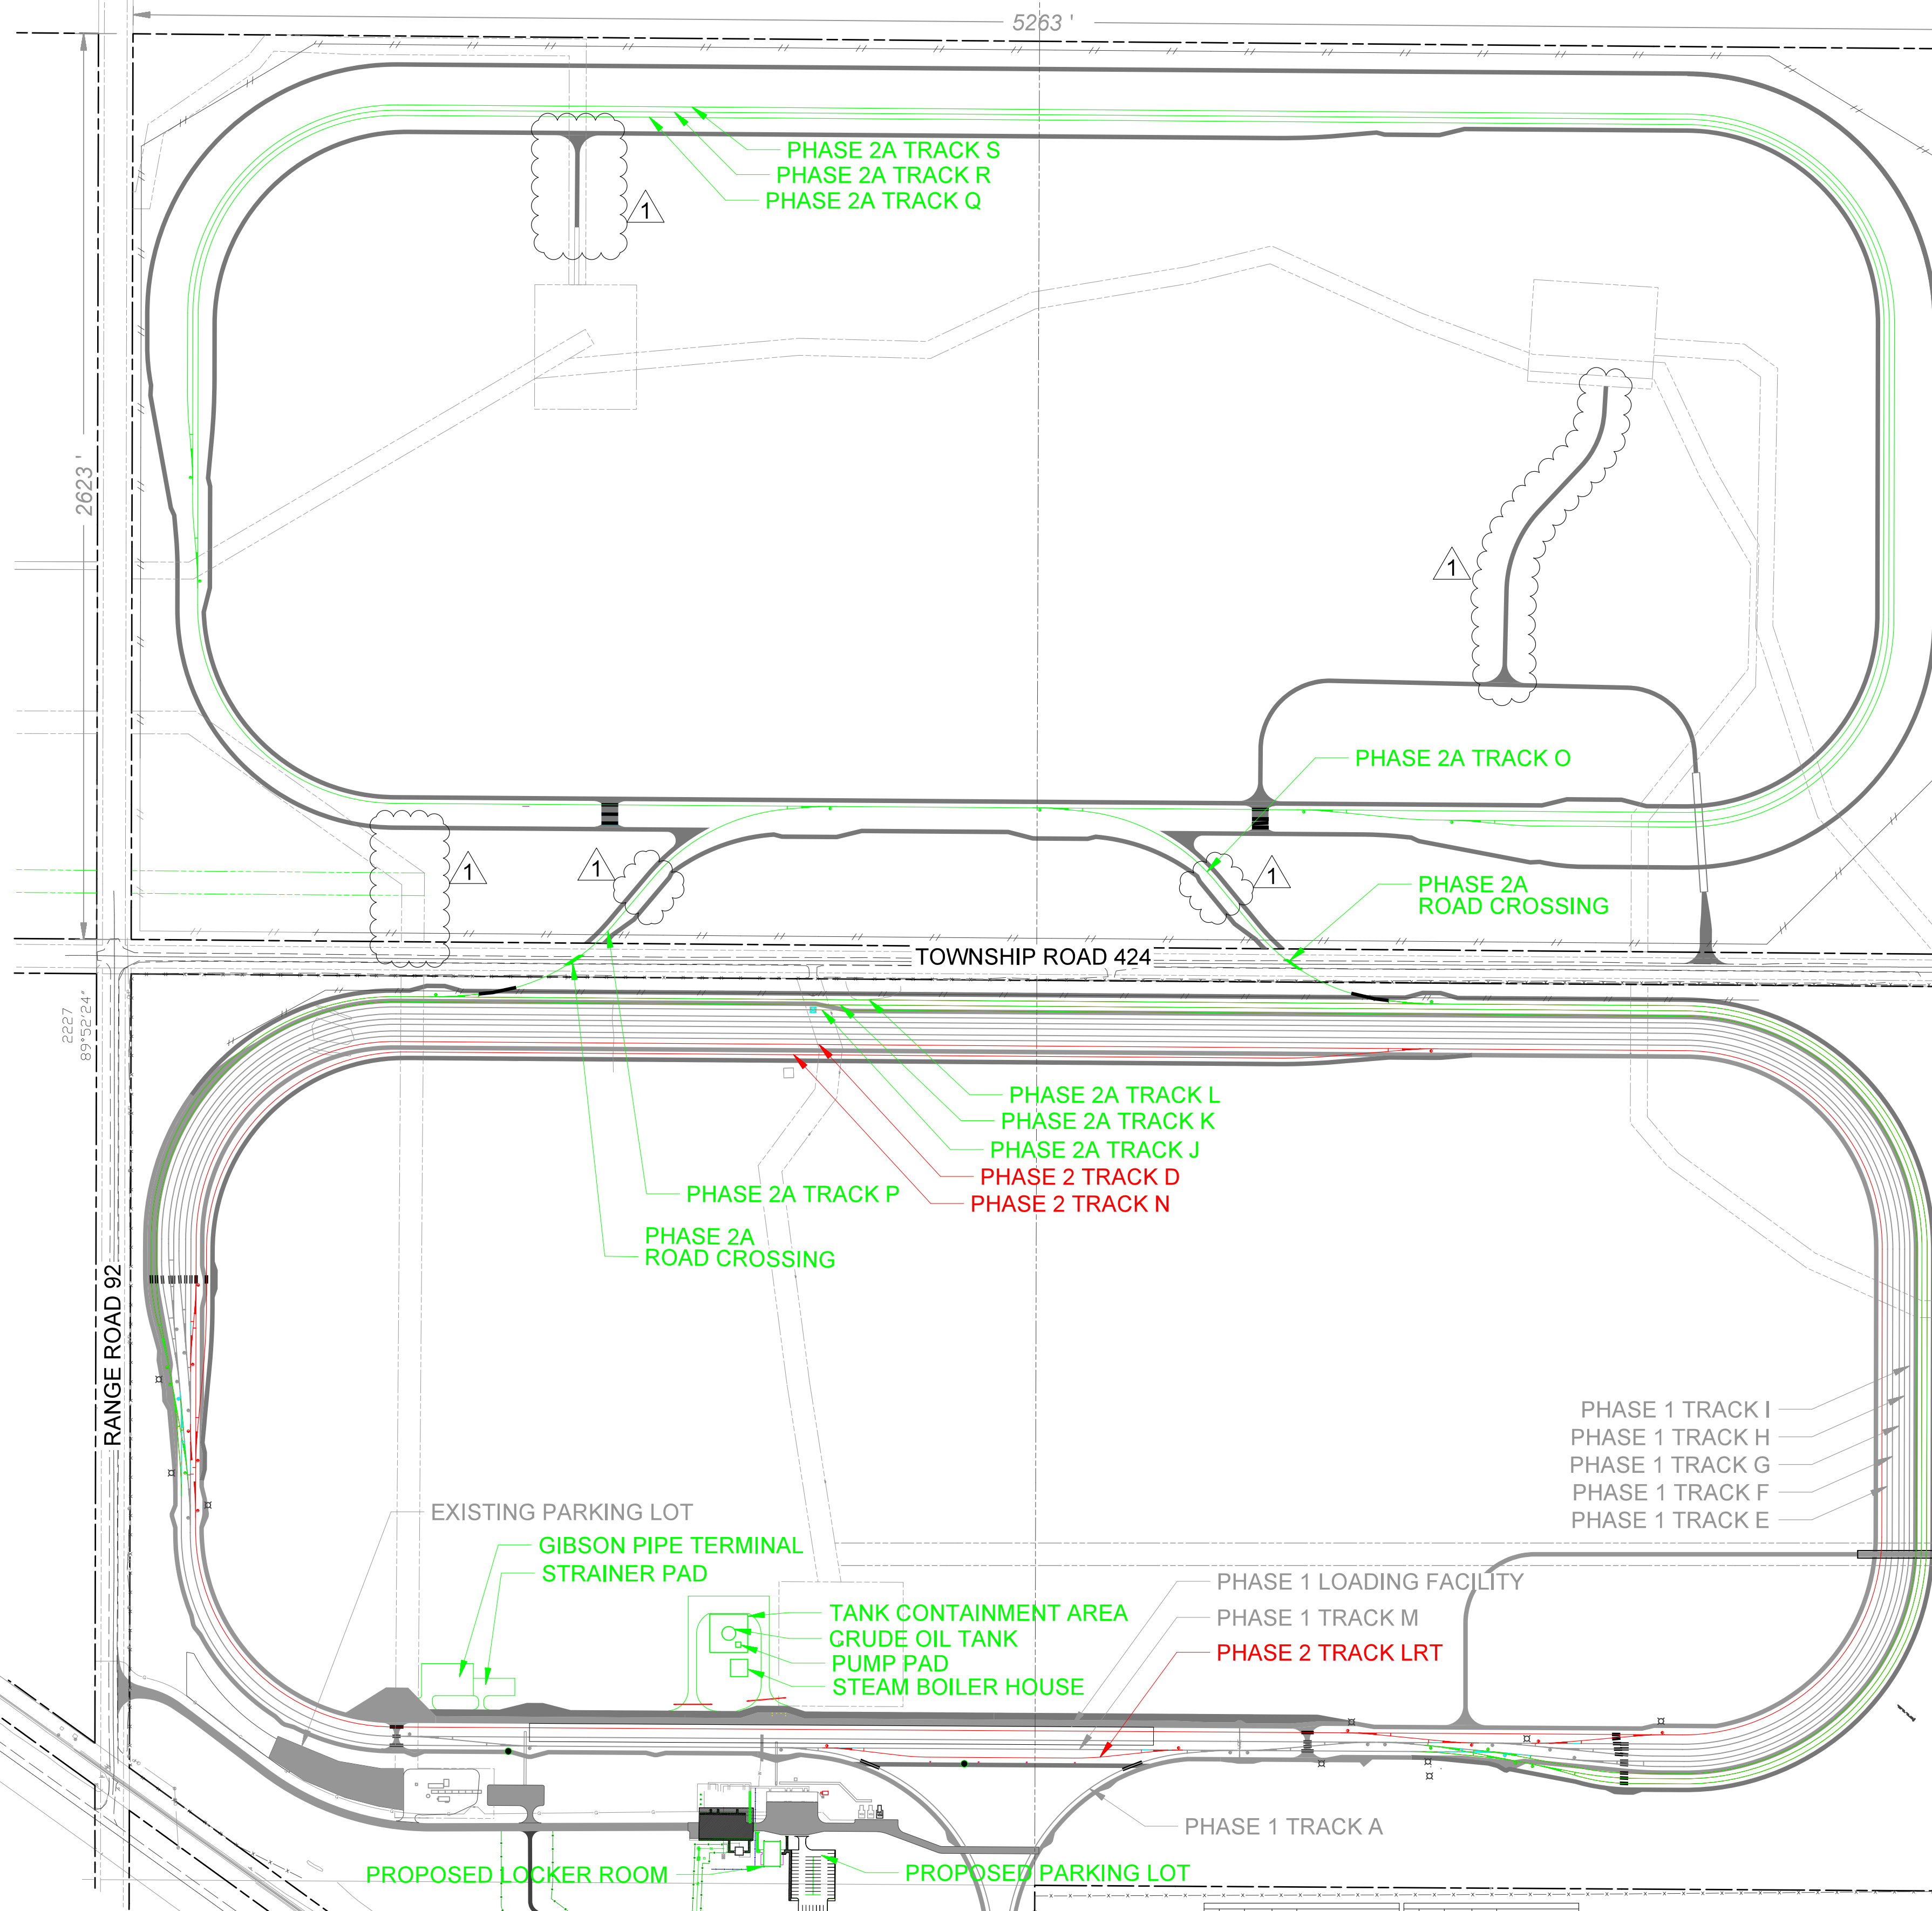 5263 '
PHASE 2A TRACK S
PHASE 2A TRACK R
PHASE 2A TRACK Q
1
2623 '
1
PHASE 2A TRACK O
1
1
1
PHASE 2A
ROAD CROSSING
TOWNSHIP ROAD 424
2227
89°52'24"
PHASE 2A TRACK L
PHASE 2A TRACK K
PHASE 2A TRACK J
PHASE 2 TRACK D
PHASE 2 TRACK N
PHASE 2A TRACK P
PHASE 2A
ROAD CROSSING
RANGE ROAD 92
PHASE 1 TRACK I
PHASE 1 TRACK H
PHASE 1 TRACK G
PHASE 1 TRACK F
PHASE 1 TRACK E
EXISTING PARKING LOT
GIBSON PIPE TERMINAL
STRAINER PAD
PHASE 1 LOADING FACILITY
TANK CONTAINMENT AREA
PHASE 1 TRACK M
CRUDE OIL TANK
PHASE 2 TRACK LRT
PUMP PAD
STEAM BOILER HOUSE
PHASE 1 TRACK A
PROPOSED LOCKER ROOM
PROPOSED PARKING LOT